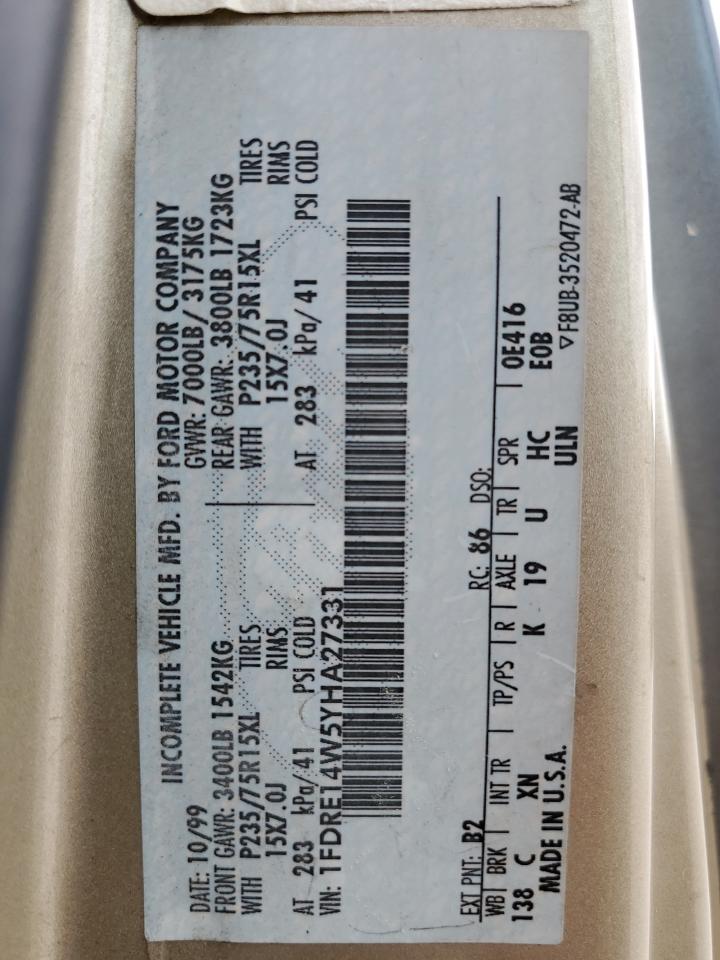 INCOMPLETE VEHICLE MFD. BY FORD MOTOR COMPANY
DATE: 10/99 GVWR: 7000LB/ 3175KG
FRONT GAWR: 3400LB 1542KG REAR GAWR: 3800LB 1723KG
WITH P235/75R15XL TIRES WITH P235/75R15XL TIRES
15X7.0J RIMS 15X7.0J RIMS
AT 283 kPa/41 PSI COLD AT 283 kPa/41 PSI COLD
VIN: 1FDRE14W5YHA27331
EXT PNT: B2 RC: 86 DSO:
WB BRK INT TR TP/PS R AXLE TR SPR 0E416
138 C XN K 19 U HC E0B
MADE IN U.S.A. ULN ▽F8UB-3520472-AB